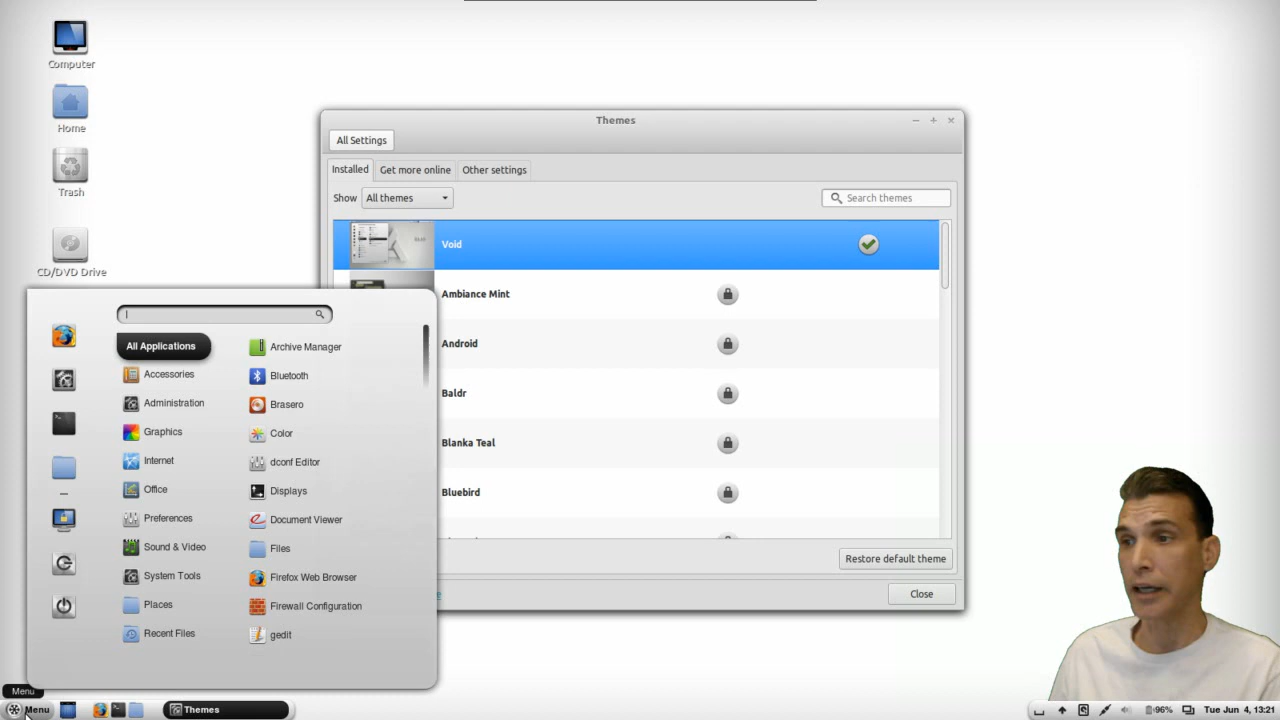 Computer
Home
Trash
CD/DVD Drive
Themes
All Settings
Installed
Get more online
Other settings
Show
All themes
Search themes
Void
Ambiance Mint
Android
Baldr
Blanka Teal
Bluebird
Restore default theme
Close
All Applications
Accessories
Administration
Graphics
Internet
Office
Preferences
Sound & Video
System Tools
Places
Recent Files
Archive Manager
Bluetooth
Brasero
Color
dconf Editor
Displays
Document Viewer
Files
Firefox Web Browser
Firewall Configuration
gedit
Menu
Menu
Themes
96%
Tue Jun 4, 13:21